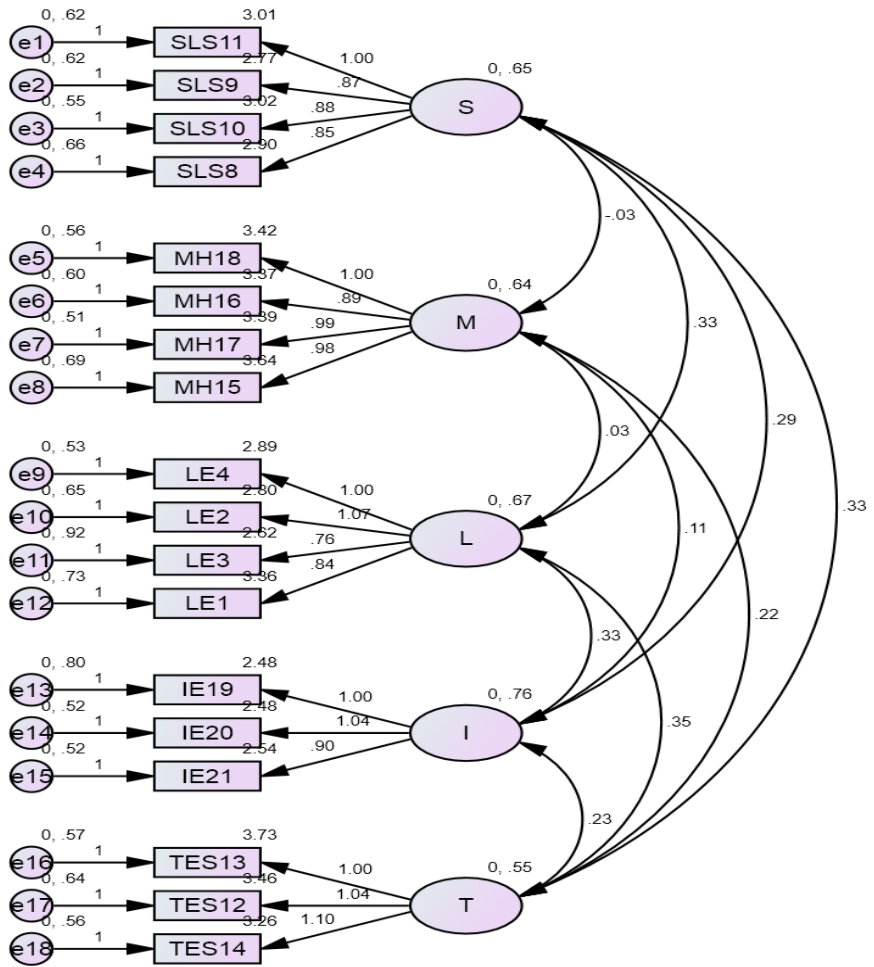 0, .62 3.01
e1 1 SLS11 1.00
0, .62 2.77 0, .65
e2 1 SLS9 .87
0, .55 3.02 S
e3 1 SLS10 .88
0, .66 2.90 .85
e4 1 SLS8
-.03
0, .56 3.42
e5 1 MH18 1.00
0, .60 3.37 0, .64
e6 1 MH16 .89
0, .51 3.39 M .33
e7 1 MH17 .99
0, .69 3.64 .98
e8 1 MH15
.29
.03
0, .53 2.89
e9 1 LE4 1.00
0, .65 2.80 0, .67 .33
e10 1 LE2 1.07
0, .92 2.62 L .11
e11 1 LE3 .76
0, .73 3.36 .84
e12 1 LE1
.22
.33
0, .80 2.48
e13 1 IE19 1.00 0, .76
0, .52 2.48 .35
e14 1 IE20 1.04 I
0, .52 2.54 .90
e15 1 IE21
.23
0, .57 3.73
e16 1 TES13 1.00 0, .55
0, .64 3.46
e17 1 TES12 1.04 T
0, .56 3.26 1.10
e18 1 TES14